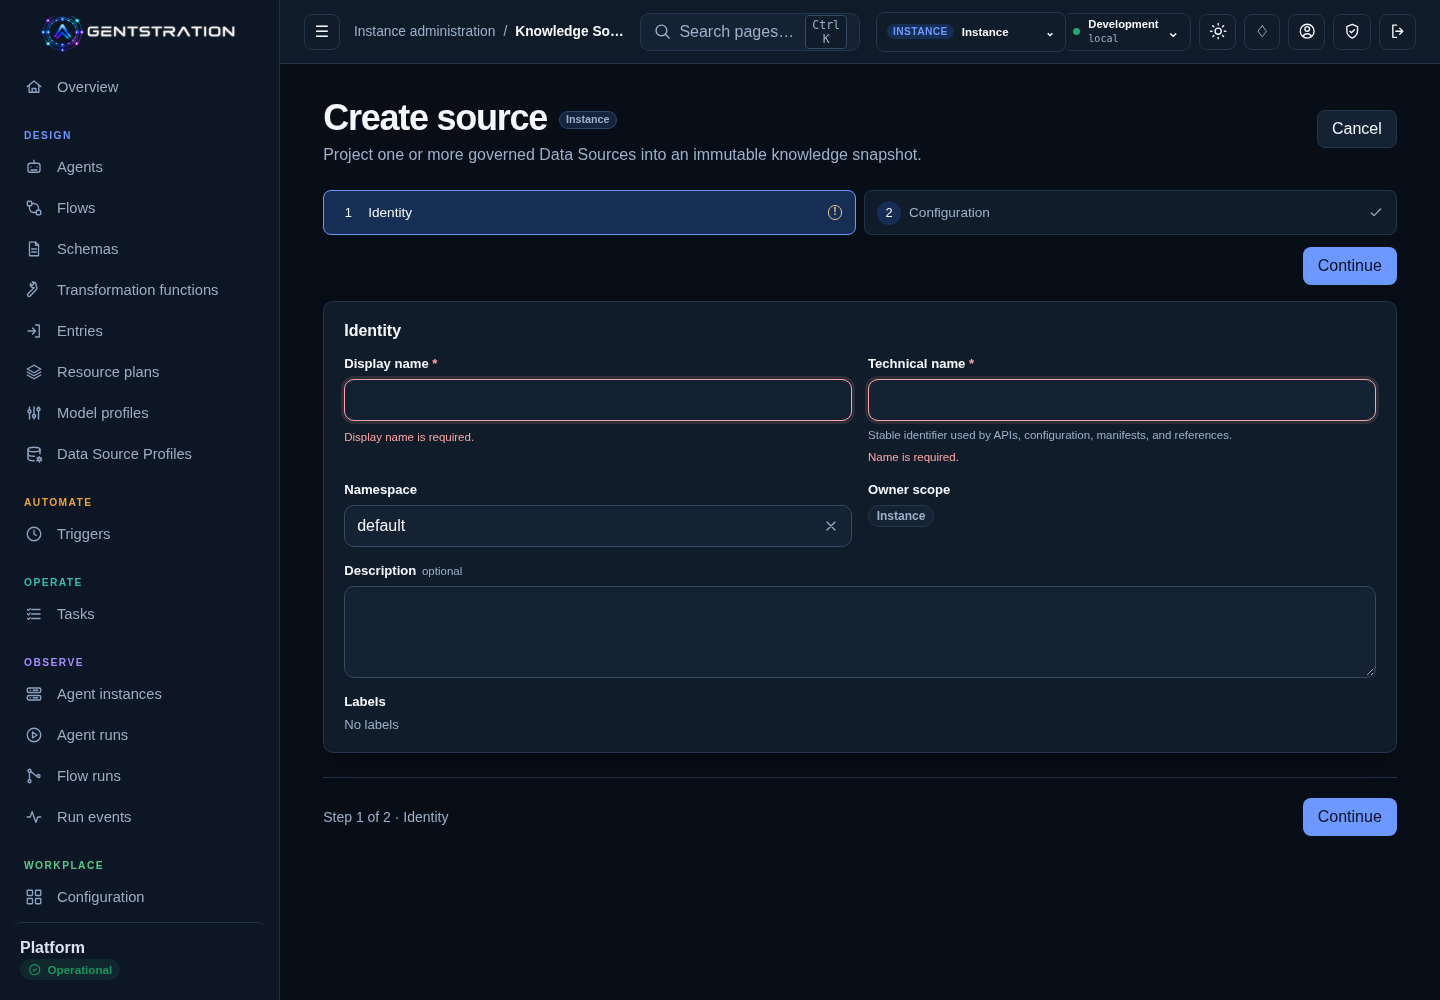 GENTSTRATION
Instance administration / Knowledge So…
Search pages…
Ctrl K
INSTANCE Instance
Development
local
Overview
DESIGN
Agents
Flows
Schemas
Transformation functions
Entries
Resource plans
Model profiles
Data Source Profiles
AUTOMATE
Triggers
OPERATE
Tasks
OBSERVE
Agent instances
Agent runs
Flow runs
Run events
WORKPLACE
Configuration
Platform
Operational
Create source Instance
Cancel
Project one or more governed Data Sources into an immutable knowledge snapshot.
1 Identity
2 Configuration
Continue
Identity
Display name *
Technical name *
Display name is required.
Stable identifier used by APIs, configuration, manifests, and references.
Name is required.
Namespace
Owner scope
default
Instance
Description optional
Labels
No labels
Step 1 of 2 · Identity
Continue